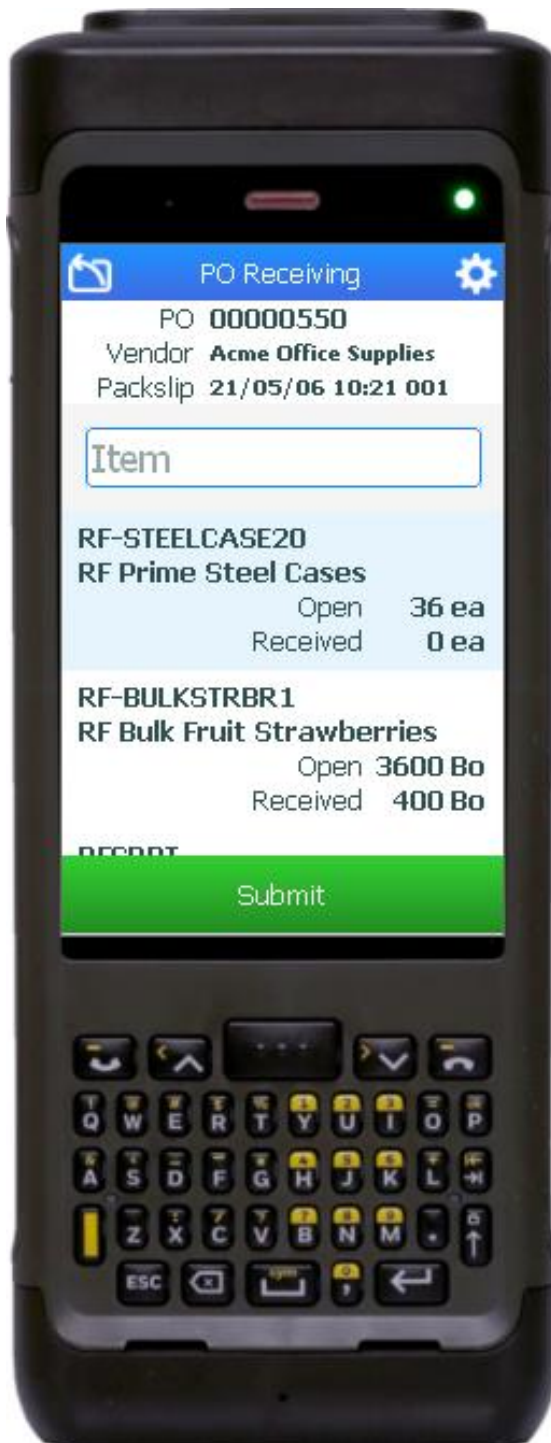 PO Receiving
PO 00000550
Vendor Acme Office Supplies
Packslip 21/05/06 10:21 001
Item
RF-STEELCASE20
RF Prime Steel Cases
Open 36 ea
Received 0 ea
RF-BULKSTRBR1
RF Bulk Fruit Strawberries
Open 3600 Bo
Received 400 Bo
Submit
Q W E R T Y U I O P
A S D F G H J K L
Z X C V B N M .
ESC sym ,